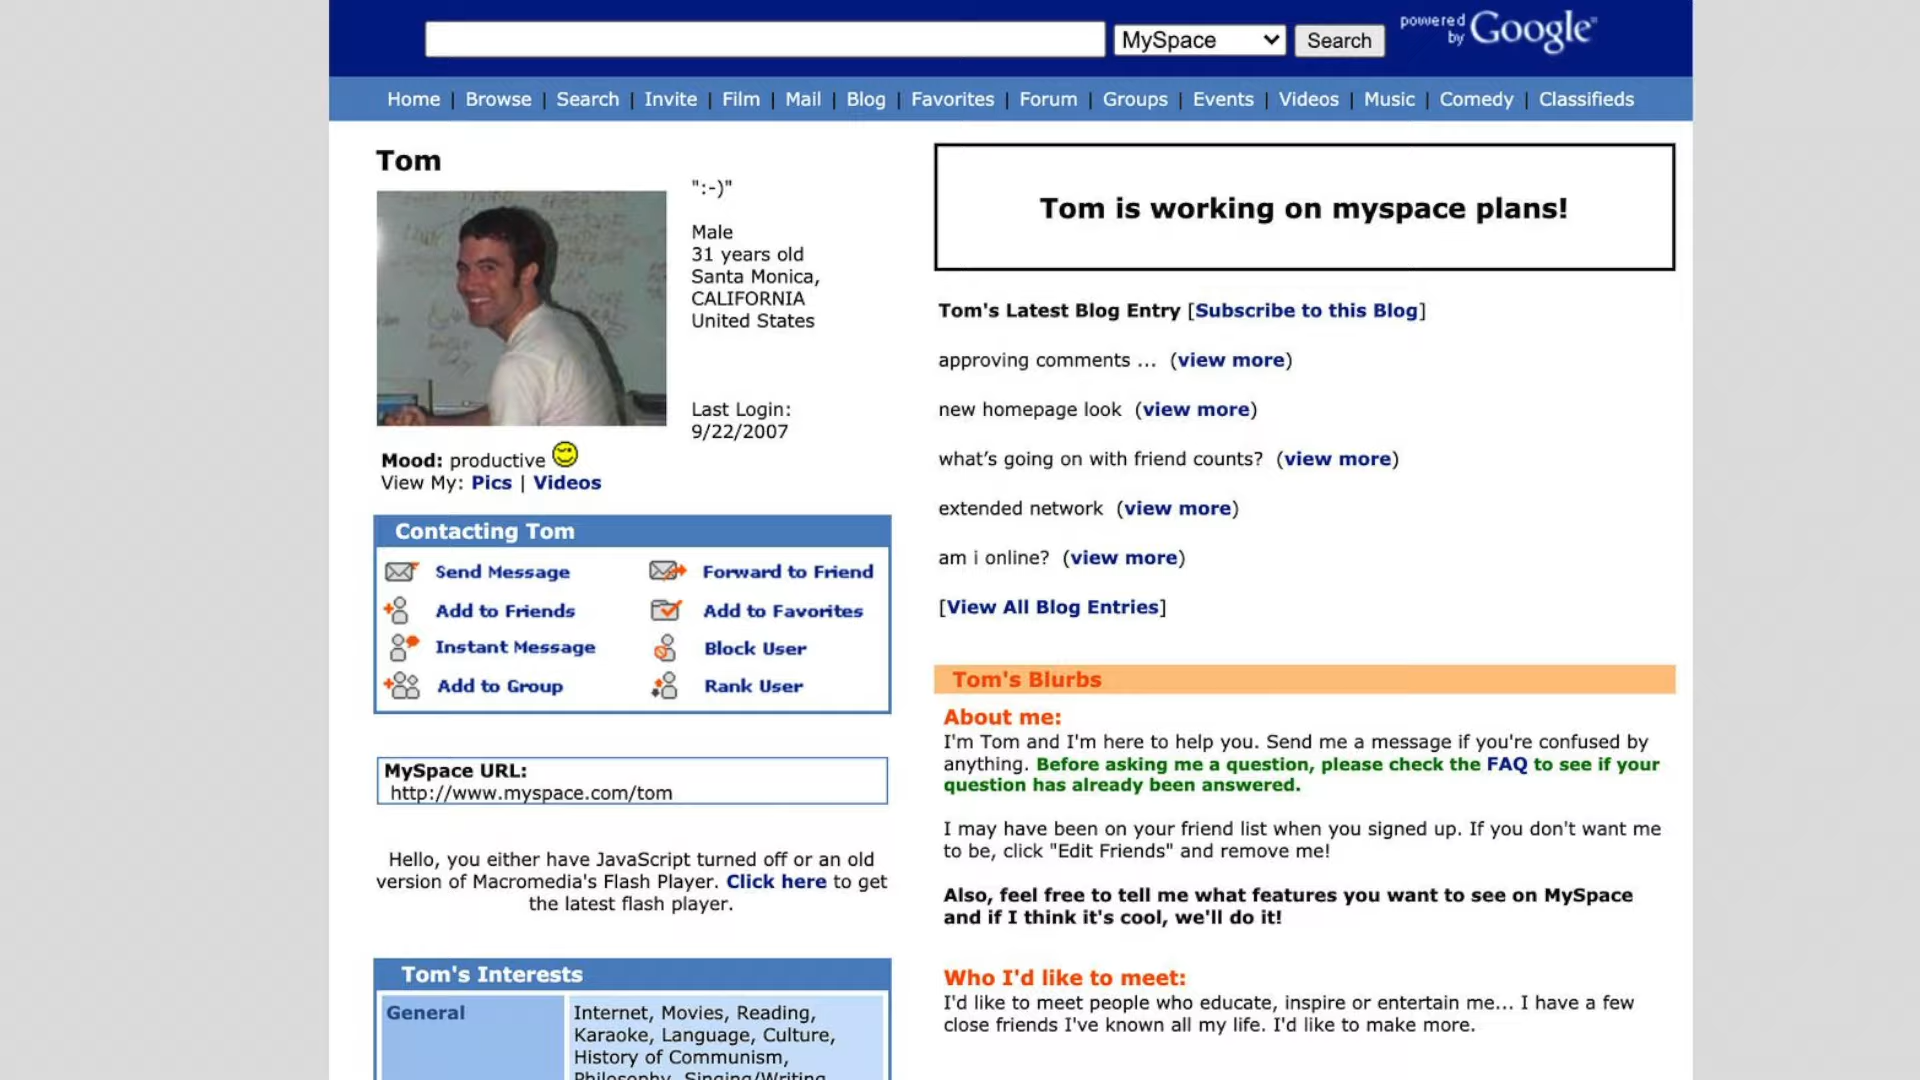 MySpace Search powered by Google
Home | Browse | Search | Invite | Film | Mail | Blog | Favorites | Forum | Groups | Events | Videos | Music | Comedy | Classifieds
Tom
":-)"
Male
31 years old
Santa Monica,
CALIFORNIA
United States
Last Login:
9/22/2007
Mood: productive
View My: Pics | Videos
Contacting Tom
Send Message
Forward to Friend
Add to Friends
Add to Favorites
Instant Message
Block User
Add to Group
Rank User
MySpace URL:
http://www.myspace.com/tom
Hello, you either have JavaScript turned off or an old
version of Macromedia's Flash Player. Click here to get
the latest flash player.
Tom's Interests
General
Internet, Movies, Reading,
Karaoke, Language, Culture,
History of Communism,
Philosophy, Singing/Writing
Tom is working on myspace plans!
Tom's Latest Blog Entry [Subscribe to this Blog]
approving comments ... (view more)
new homepage look (view more)
what’s going on with friend counts? (view more)
extended network (view more)
am i online? (view more)
[View All Blog Entries]
Tom's Blurbs
About me:
I'm Tom and I'm here to help you. Send me a message if you're confused by
anything. Before asking me a question, please check the FAQ to see if your
question has already been answered.
I may have been on your friend list when you signed up. If you don't want me
to be, click "Edit Friends" and remove me!
Also, feel free to tell me what features you want to see on MySpace
and if I think it's cool, we'll do it!
Who I'd like to meet:
I'd like to meet people who educate, inspire or entertain me... I have a few
close friends I've known all my life. I'd like to make more.